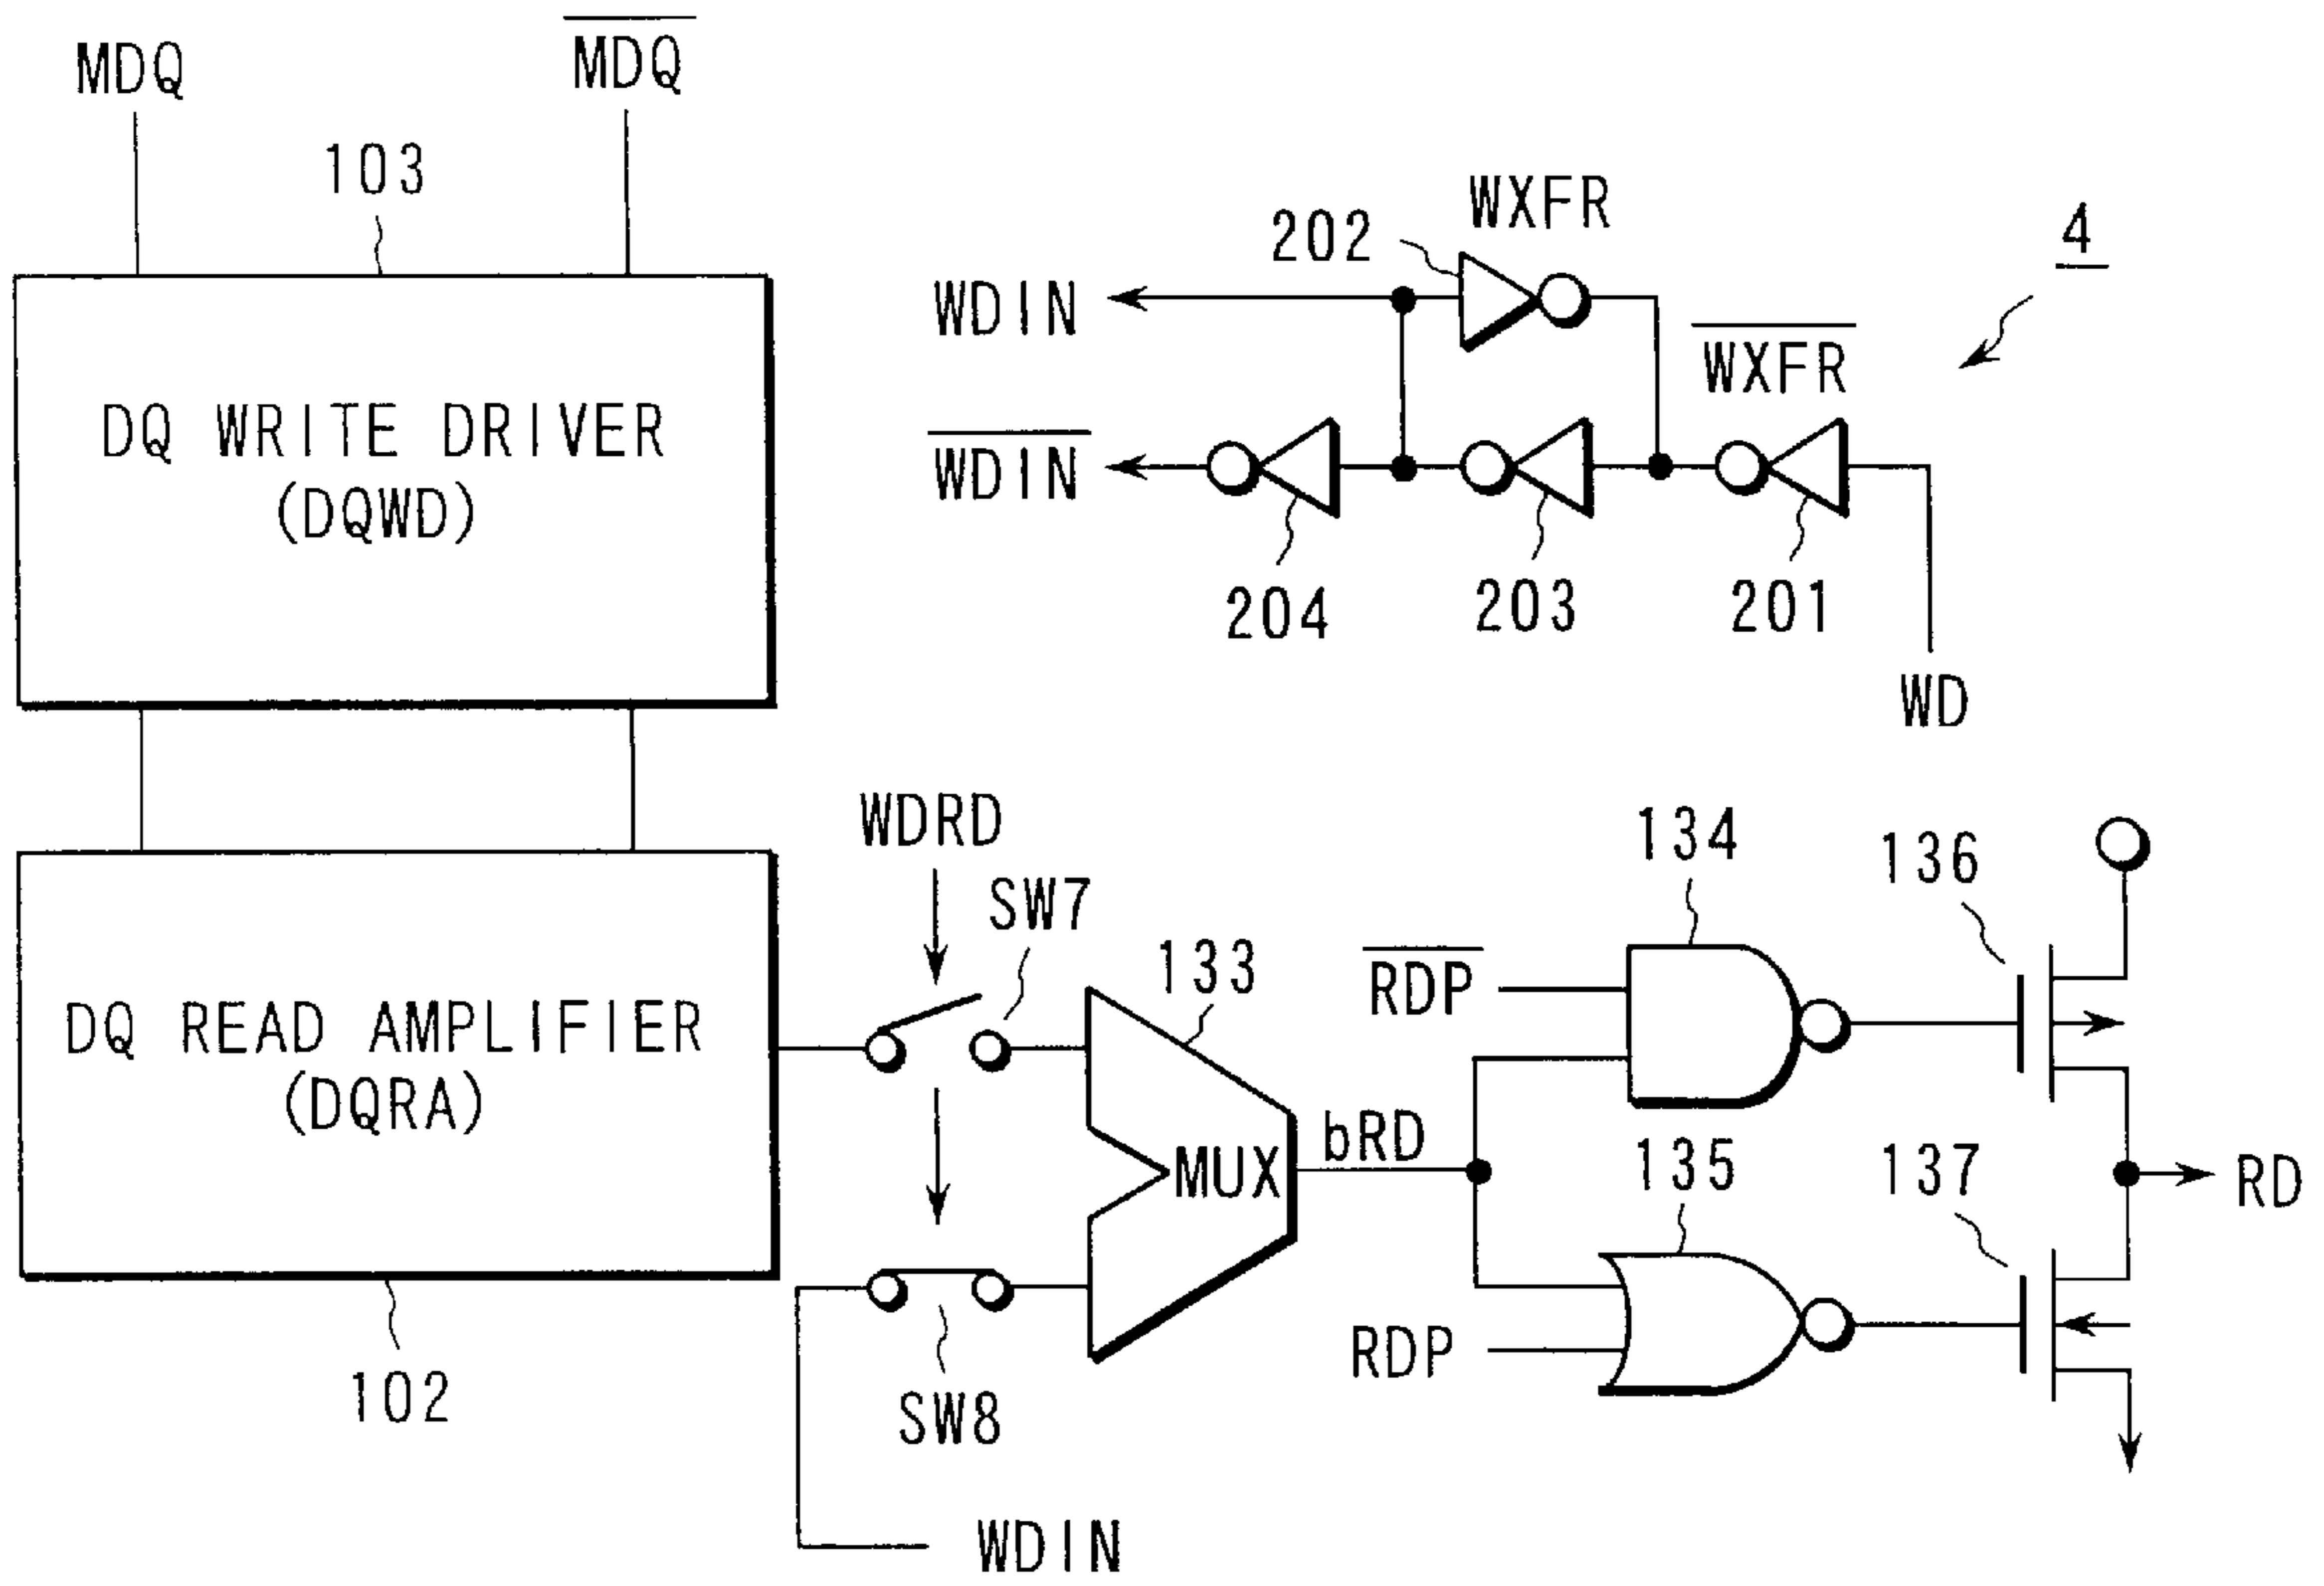 MDQ
MDQ
103
DQ WRITE DRIVER
(DQWD)
WXFR
202
4
WDIN
WXFR
WDIN
204
203
201
WD
WDRD
SW7
133
DQ READ AMPLIFIER
(DQRA)
102
SW8
WDIN
MUX
bRD
134
136
RDP
135
137
RD
RDP